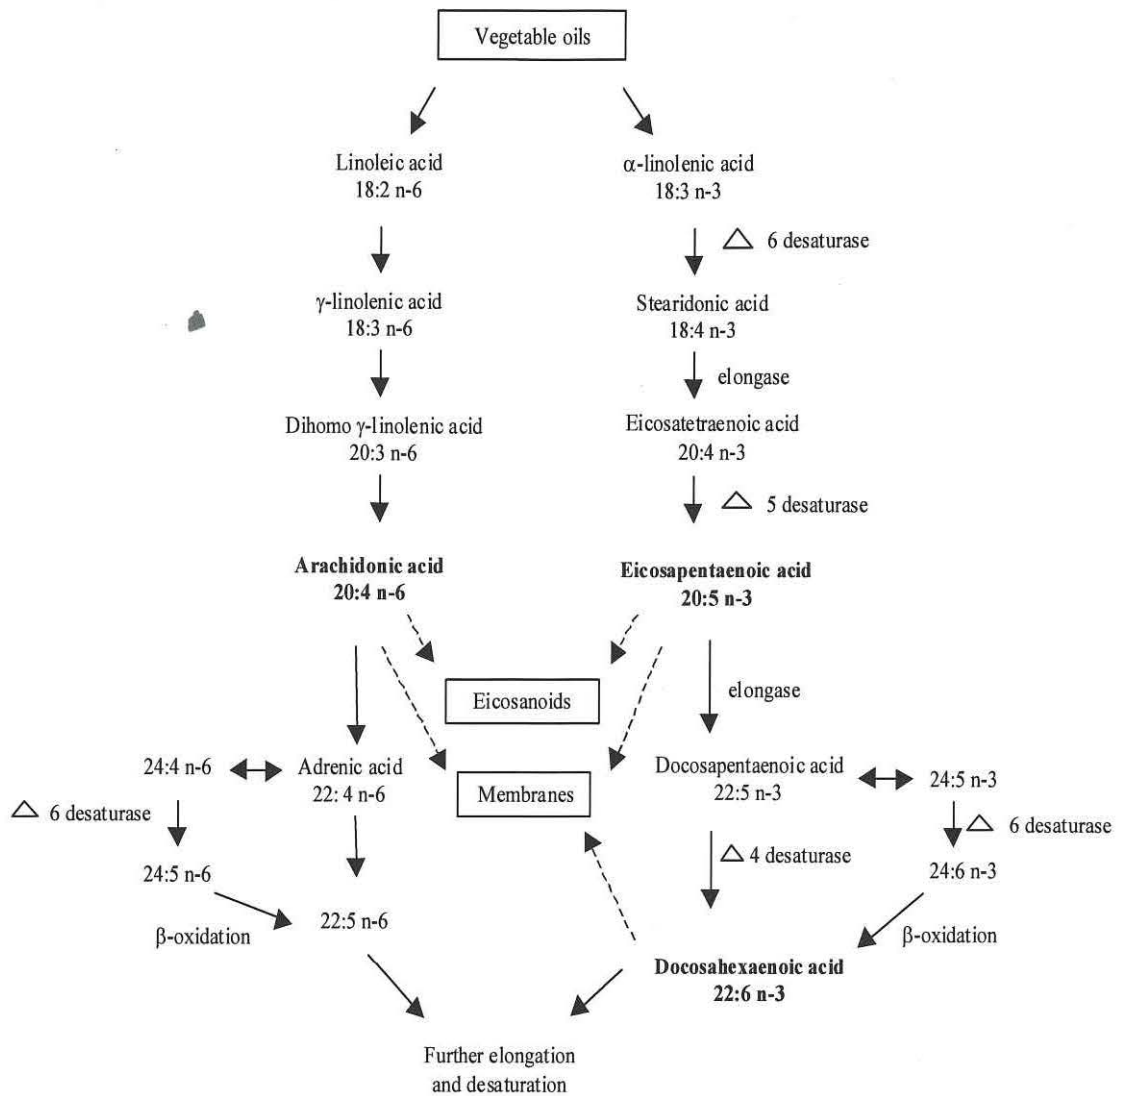 Vegetable oils
Linoleic acid
18:2 n-6
α-linolenic acid
18:3 n-3
△ 6 desaturase
γ-linolenic acid
18:3 n-6
Stearidonic acid
18:4 n-3
elongase
Dihomo γ-linolenic acid
20:3 n-6
Eicosatetraenoic acid
20:4 n-3
△ 5 desaturase
Arachidonic acid
20:4 n-6
Eicosapentaenoic acid
20:5 n-3
Eicosanoids
elongase
24:4 n-6
Adrenic acid
22: 4 n-6
Membranes
Docosapentaenoic acid
22:5 n-3
24:5 n-3
△ 6 desaturase
△ 6 desaturase
△ 4 desaturase
24:5 n-6
24:6 n-3
22:5 n-6
β-oxidation
β-oxidation
Docosahexaenoic acid
22:6 n-3
Further elongation
and desaturation